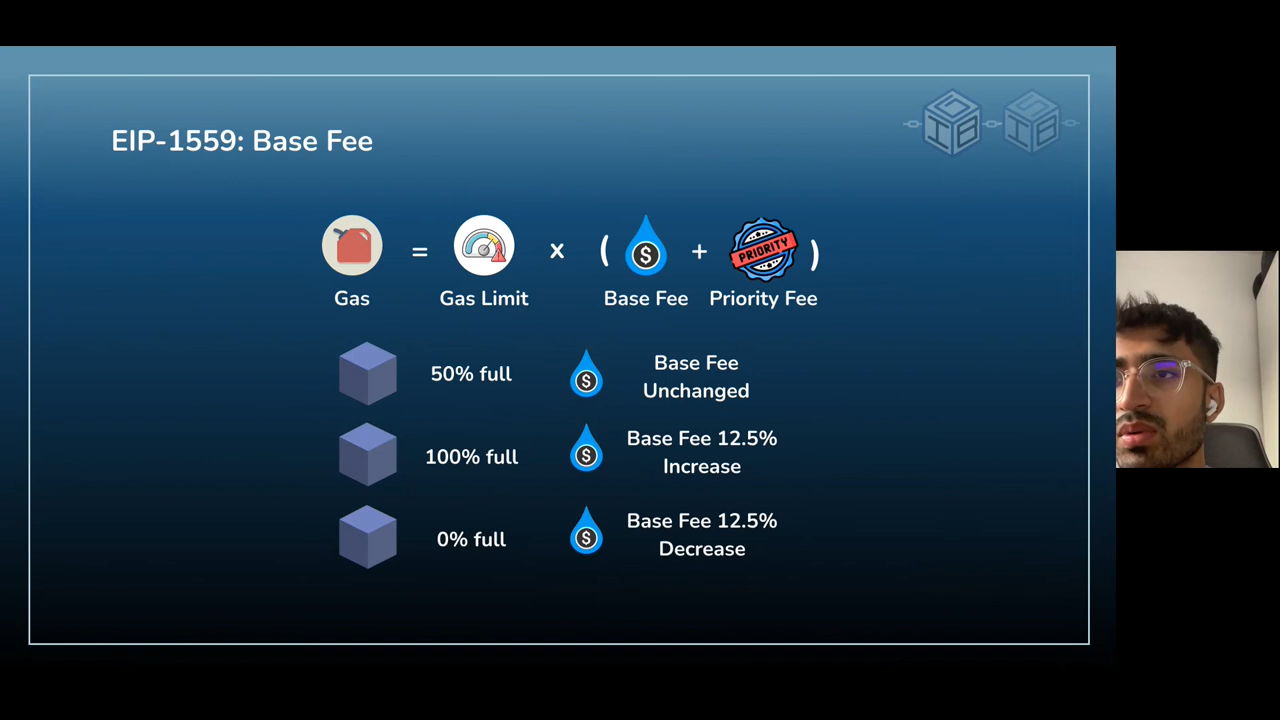 EIP-1559: Base Fee
= x ( $ + PRIORITY )
Gas Gas Limit Base Fee Priority Fee
50% full $ Base Fee
Unchanged
100% full $ Base Fee 12.5%
Increase
0% full $ Base Fee 12.5%
Decrease